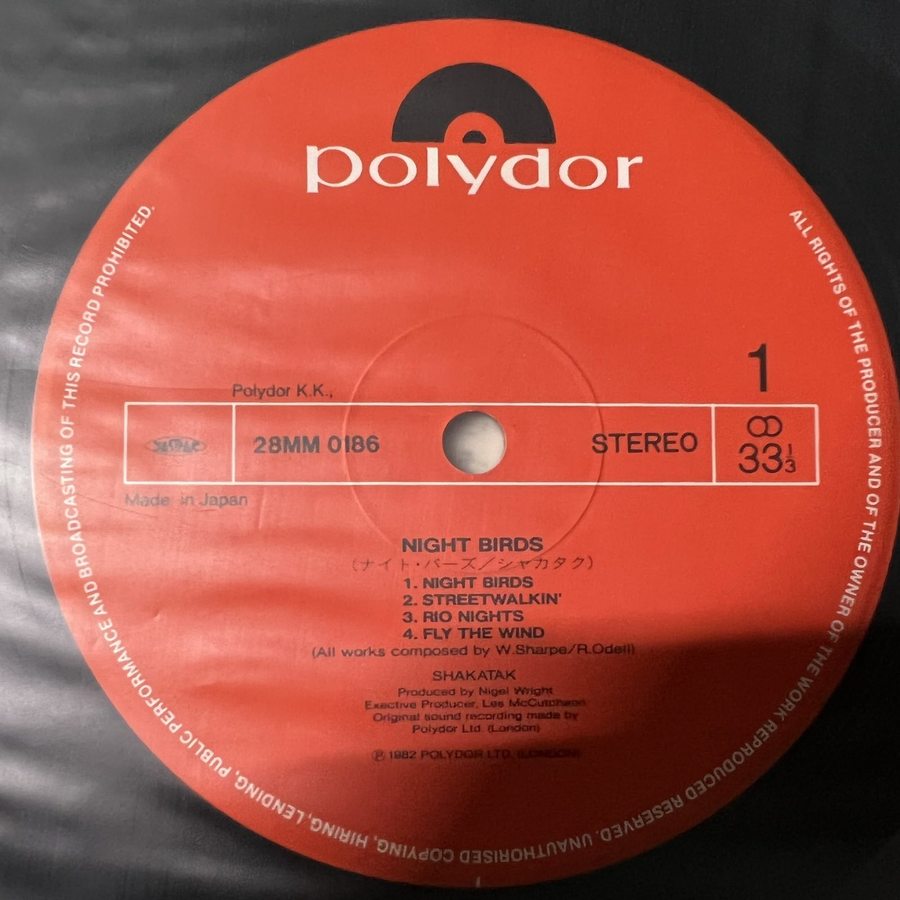 polydor
ALL RIGHTS OF THE PRODUCER AND OF THE OWNER OF THE WORK REPRODUCED RESERVED. UNAUTHORISED COPYING, HIRING, LENDING, PUBLIC PERFORMANCE AND BROADCASTING OF THIS RECORD PROHIBITED.
1
Polydor K.K.,
28MM 0186
STEREO
33 1/3
Made in Japan
NIGHT BIRDS
(ナイト・バーズ/シャカタク)
1. NIGHT BIRDS
2. STREETWALKIN'
3. RIO NIGHTS
4. FLY THE WIND
(All works composed by W.Sharpe/R.Odell)
SHAKATAK
Produced by Nigel Wright
Exective Producer, Les McCutcheon
Original sound recording made by
Polydor Ltd. (London)
Ⓟ 1982 POLYDOR LTD. (LONDON)